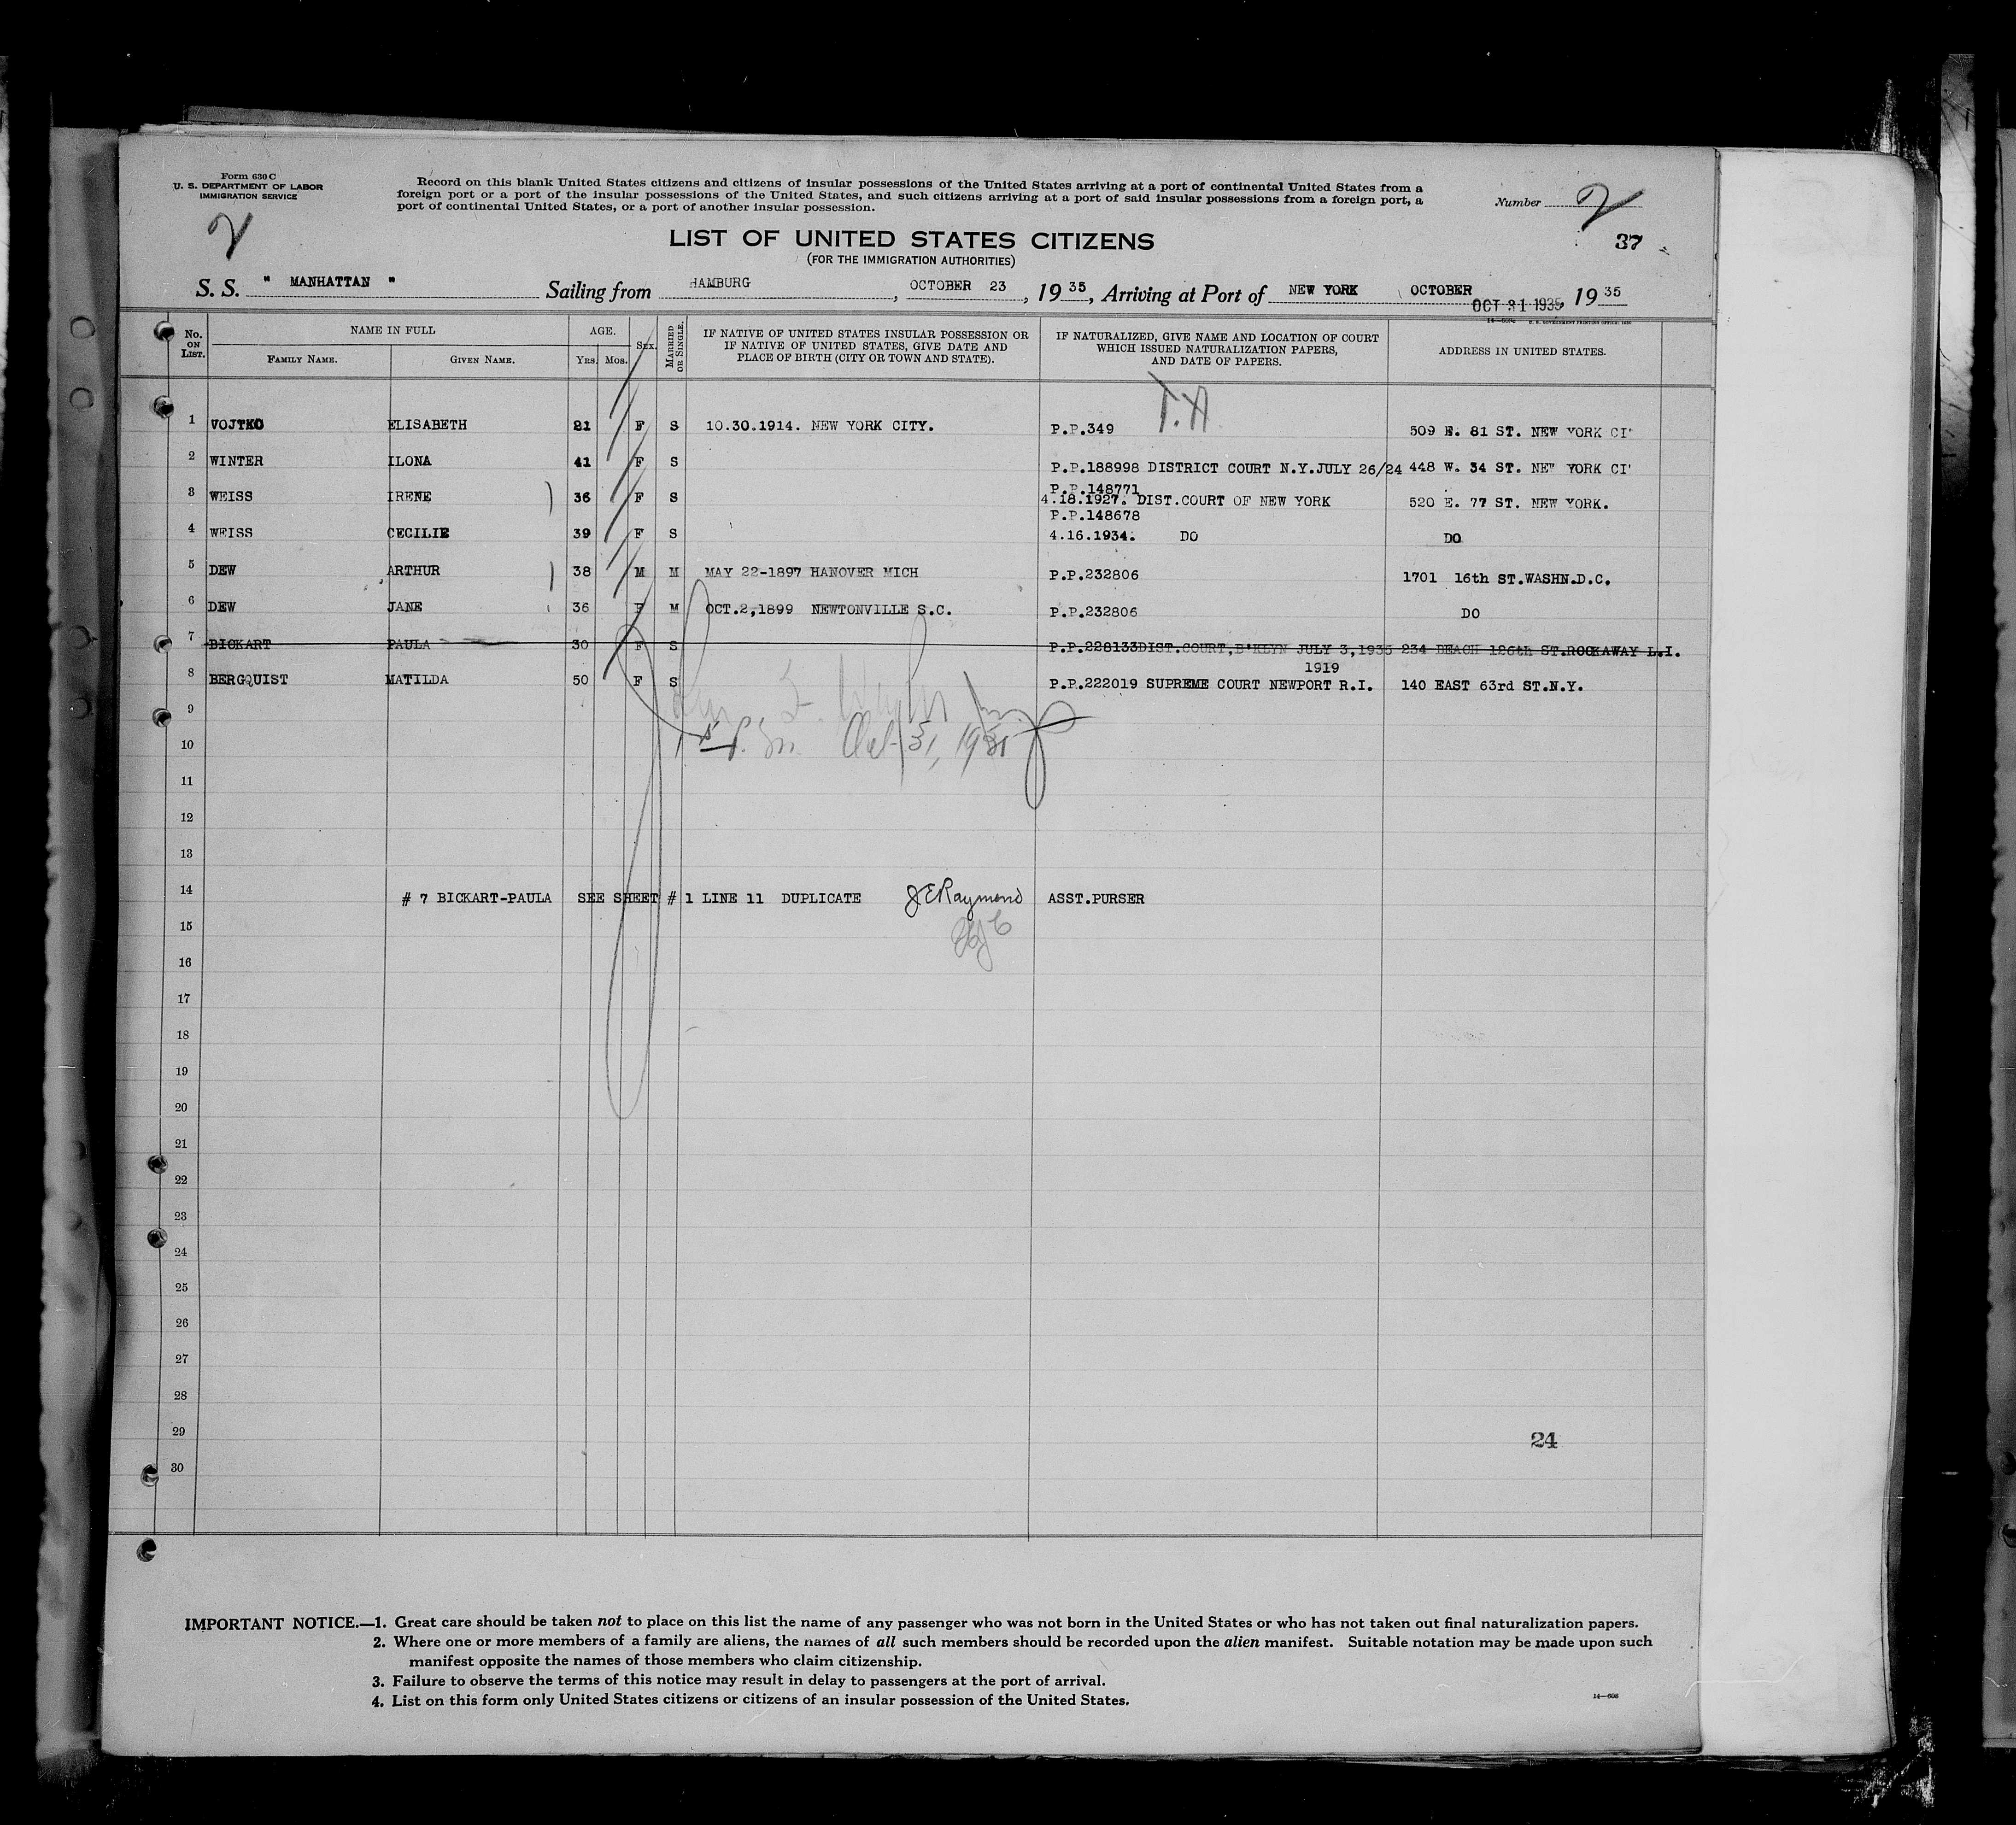 Form 630 C
U. S. DEPARTMENT OF LABOR
IMMIGRATION SERVICE
2
Record on this blank United States citizens and citizens of insular possessions of the United States arriving at a port of continental United States from a
foreign port or a port of the insular possessions of the United States, and such citizens arriving at a port of said insular possessions from a foreign port, a
port of continental United States, or a port of another insular possession.
Number 2
37
LIST OF UNITED STATES CITIZENS
(FOR THE IMMIGRATION AUTHORITIES)
S. S. " MANHATTAN " Sailing from HAMBURG, OCTOBER 23, 1935, Arriving at Port of NEW YORK OCTOBER OCT 31 1935, 1935
No. ON LIST. NAME IN FULL FAMILY NAME. GIVEN NAME. AGE. Yrs. Mos. SEX. MARRIED OR SINGLE.
IF NATIVE OF UNITED STATES INSULAR POSSESSION OR
IF NATIVE OF UNITED STATES, GIVE DATE AND
PLACE OF BIRTH (CITY OR TOWN AND STATE).
IF NATURALIZED, GIVE NAME AND LOCATION OF COURT
WHICH ISSUED NATURALIZATION PAPERS,
AND DATE OF PAPERS.
ADDRESS IN UNITED STATES.
T.A
1 VOJTKO ELISABETH 21 F S 10.30.1914. NEW YORK CITY. P.P.349 509 E. 81 ST. NEW YORK CI
2 WINTER ILONA 41 F S P.P.188998 DISTRICT COURT N.Y.JULY 26/24 448 W. 34 ST. NEW YORK CI
P.P.148771
3 WEISS IRENE ) 36 F S 4.18.1927. DIST.COURT OF NEW YORK 520 E. 77 ST. NEW YORK.
P.P.148678
4 WEISS CECILIE 39 F S 4.16.1934. DO DO
5 DEW ARTHUR ) 38 M M MAY 22-1897 HANOVER MICH P.P.232806 1701 16th ST.WASHN.D.C.
6 DEW JANE 36 F M OCT.2,1899 NEWTONVILLE S.C. P.P.232806 DO
7 BICKART PAULA 30 F S P.P.228133DIST.COURT,B'KLYN JULY 3,1935 234 BEACH 126th ST.ROCKAWAY L.I.
1919
8 BERGQUIST MATILDA 50 F S P.P.222019 SUPREME COURT NEWPORT R.I. 140 EAST 63rd ST.N.Y.
9
10 Oct 31, 1931
11
12
13
14 # 7 BICKART-PAULA SEE SHEET # 1 LINE 11 DUPLICATE J E Raymond ASST.PURSER
15
16
17
18
19
20
21
22
23
24
25
26
27
28
29 24
30
IMPORTANT NOTICE.—1. Great care should be taken not to place on this list the name of any passenger who was not born in the United States or who has not taken out final naturalization papers.
2. Where one or more members of a family are aliens, the names of all such members should be recorded upon the alien manifest. Suitable notation may be made upon such
manifest opposite the names of those members who claim citizenship.
3. Failure to observe the terms of this notice may result in delay to passengers at the port of arrival.
4. List on this form only United States citizens or citizens of an insular possession of the United States.